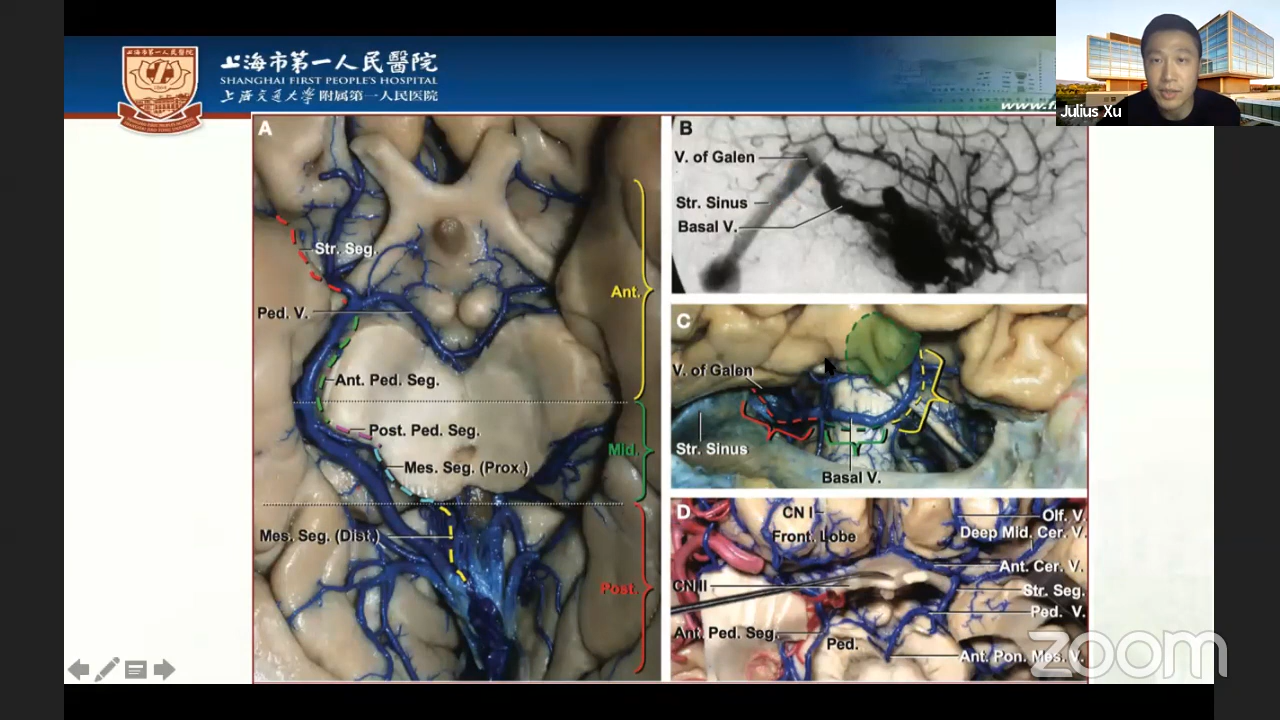 上海市第一人民醫院
SHANGHAI FIRST PEOPLE'S HOSPITAL
上海交通大學附属第一人民医院
Julius Xu
A
Str. Seg.
Ant.
Ped. V.
Ant. Ped. Seg.
Post. Ped. Seg.
Mid.
Mes. Seg. (Prox.)
Mes. Seg. (Dist.)
Post.
B
V. of Galen
Str. Sinus
Basal V.
C
V. of Galen
Str. Sinus
Basal V.
D
CN I
Olf. V.
Front. Lobe
Deep Mid. Cer. V.
Ant. Cer. V.
CN II
Str. Seg.
Ped. V.
Ant. Ped. Seg.
Ped.
Ant. Pon. Mes. V.
zoom